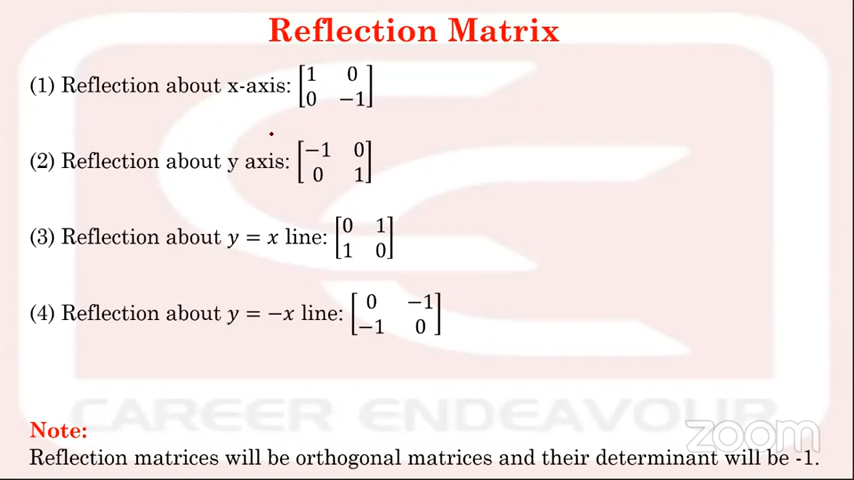 Reflection Matrix
(1) Reflection about x-axis: [1 0
0 −1]
(2) Reflection about y axis: [−1 0
0 1]
(3) Reflection about y = x line: [0 1
1 0]
(4) Reflection about y = −x line: [0 −1
−1 0]
CAREER ENDEAVOUR
zoom
Note:
Reflection matrices will be orthogonal matrices and their determinant will be -1.